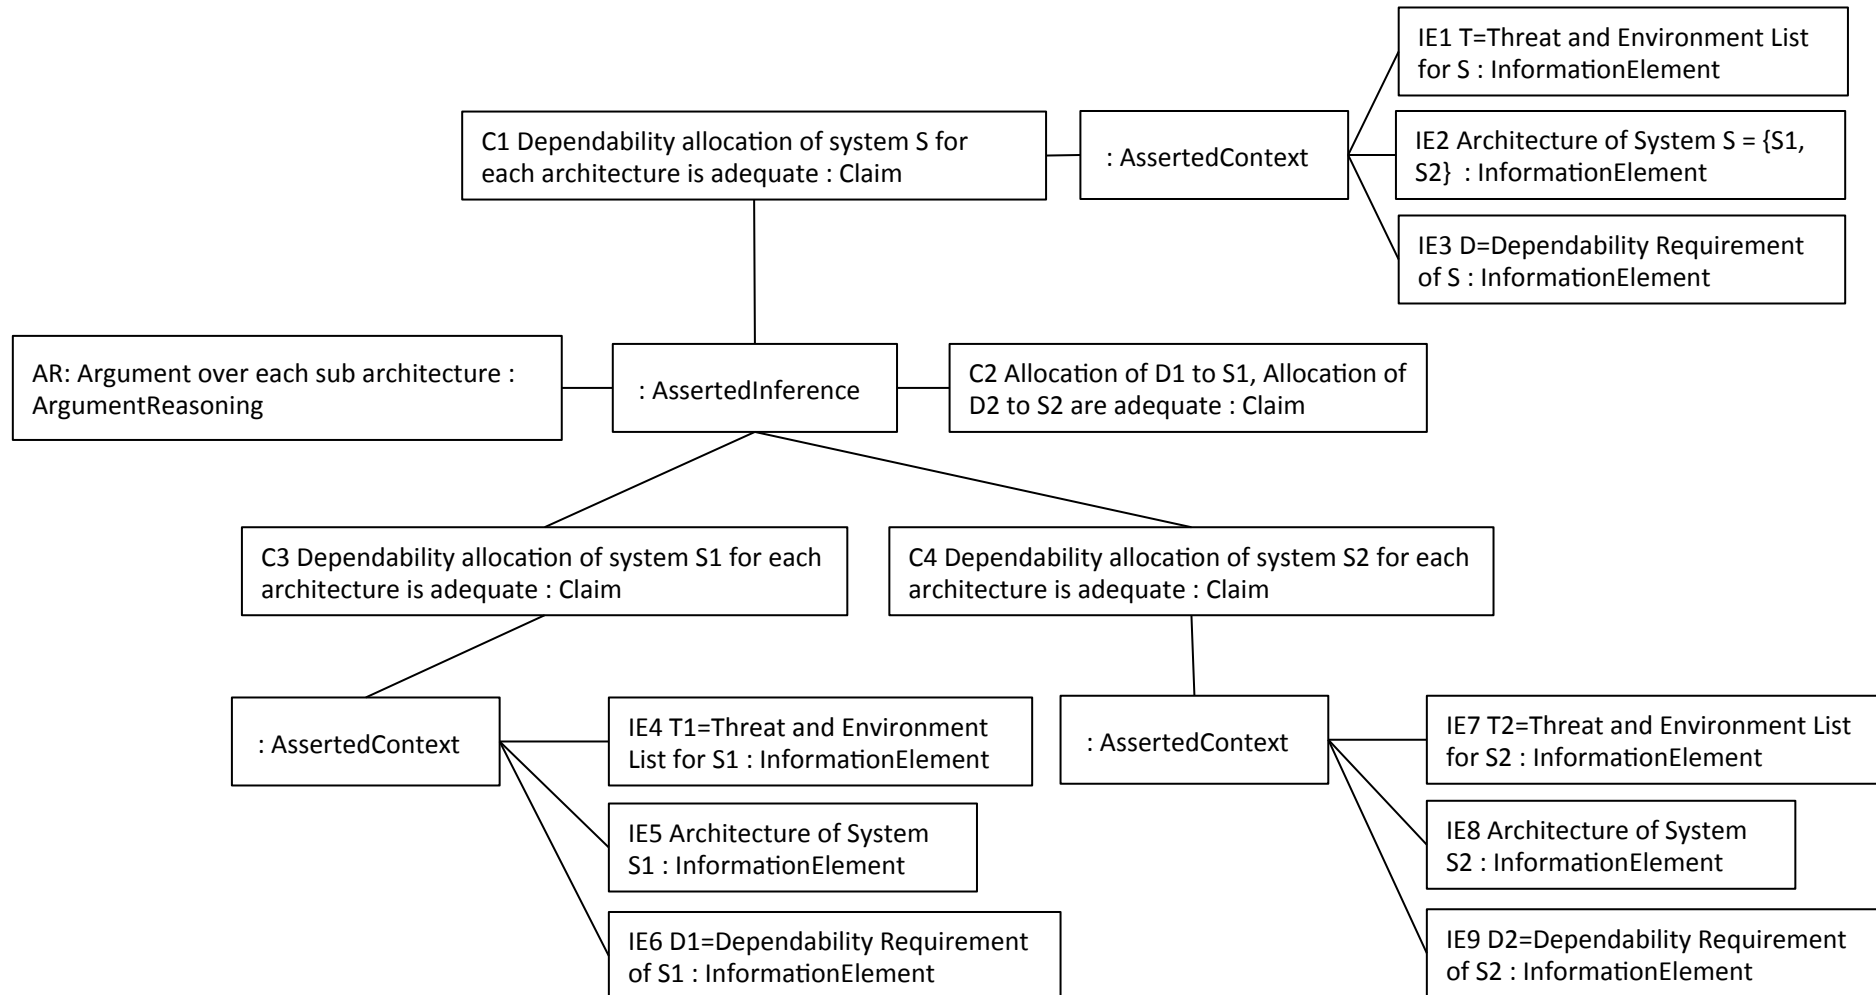 IE1 T=Threat and Environment List
for S : InformationElement
C1 Dependability allocation of system S for
each architecture is adequate : Claim
: AssertedContext
IE2 Architecture of System S = {S1,
S2} : InformationElement
IE3 D=Dependability Requirement
of S : InformationElement
AR: Argument over each sub architecture :
ArgumentReasoning
: AssertedInference
C2 Allocation of D1 to S1, Allocation of
D2 to S2 are adequate : Claim
C3 Dependability allocation of system S1 for each
architecture is adequate : Claim
C4 Dependability allocation of system S2 for each
architecture is adequate : Claim
: AssertedContext
IE4 T1=Threat and Environment
List for S1 : InformationElement
IE5 Architecture of System
S1 : InformationElement
IE6 D1=Dependability Requirement
of S1 : InformationElement
: AssertedContext
IE7 T2=Threat and Environment List
for S2 : InformationElement
IE8 Architecture of System
S2 : InformationElement
IE9 D2=Dependability Requirement
of S2 : InformationElement